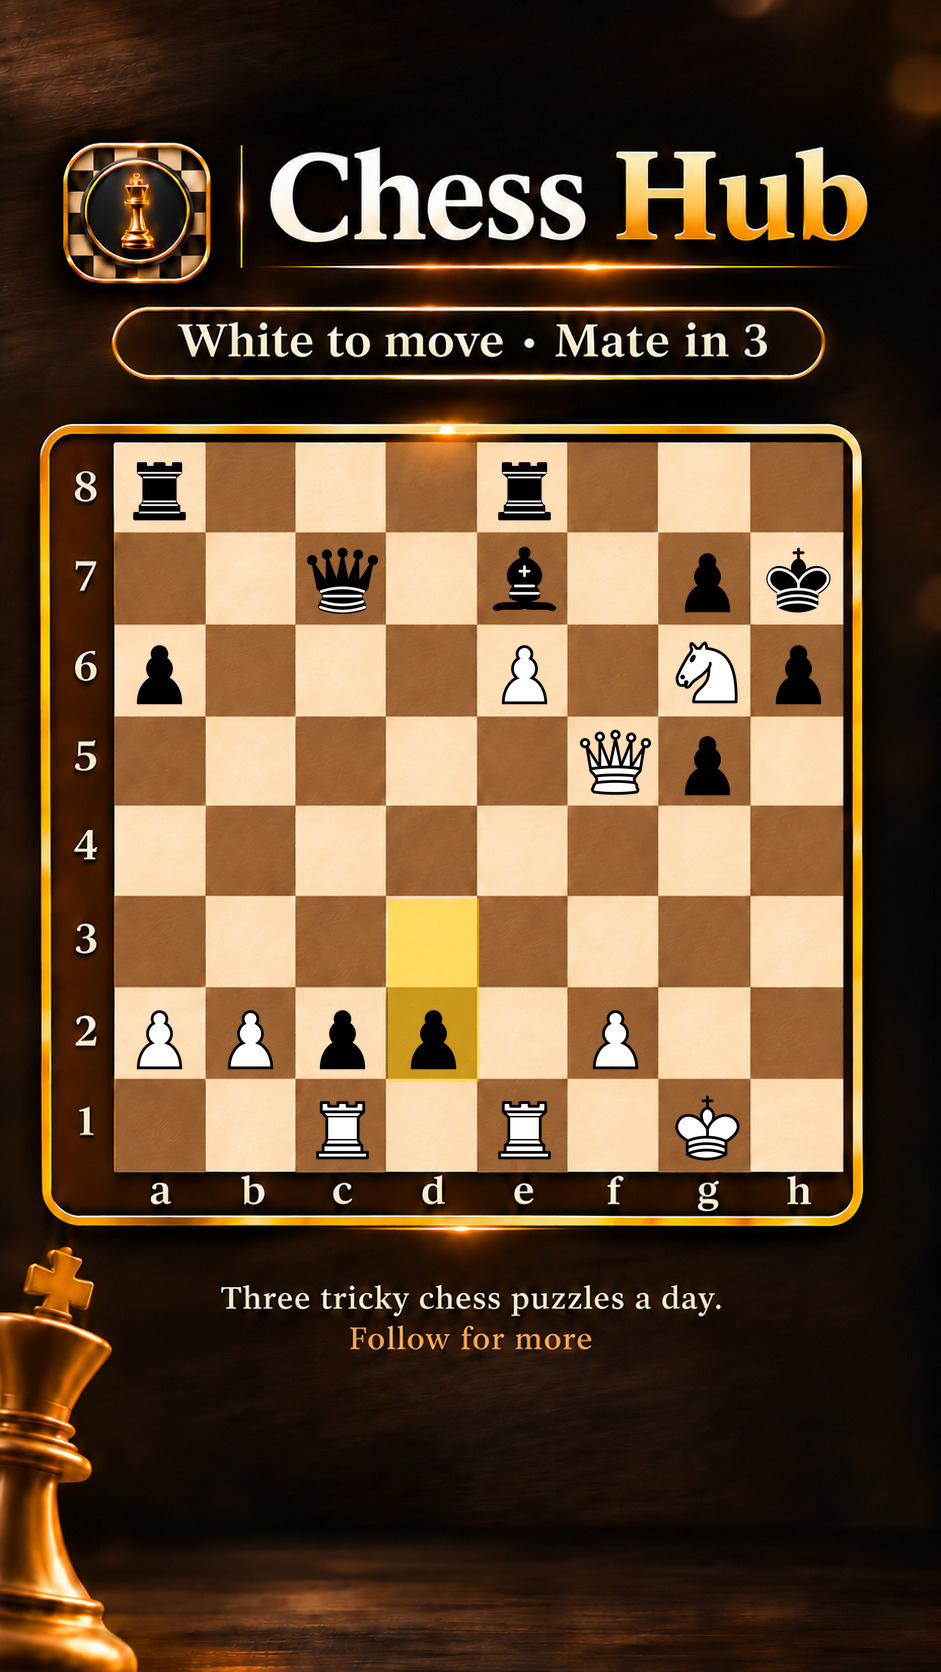 Chess Hub
White to move • Mate in 3
8
7
6
5
4
3
2
1
a b c d e f g h
Three tricky chess puzzles a day.
Follow for more